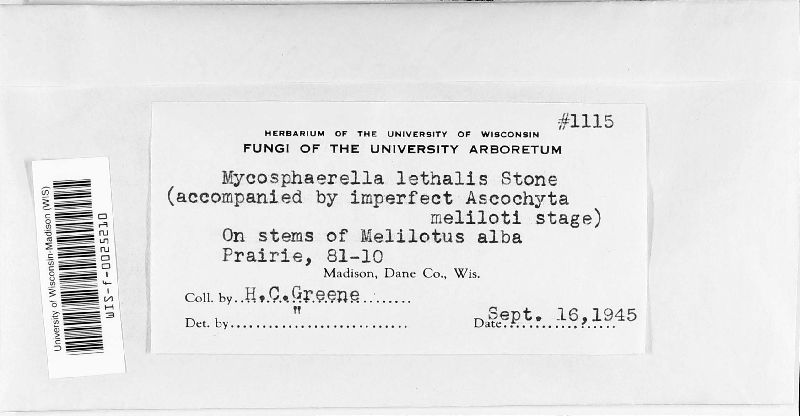 #1115
HERBARIUM OF THE UNIVERSITY OF WISCONSIN
FUNGI OF THE UNIVERSITY ARBORETUM
Mycosphaerella lethalis Stone
(accompanied by imperfect Ascochyta
meliloti stage)
On stems of Melilotus alba
Prairie, 81-10
Madison, Dane Co., Wis.
Coll. by..H.C.Greene..........
Det. by.........."..................
Date Sept. 16,1945
University of Wisconsin-Madison (WIS)
WIS-f-0025210